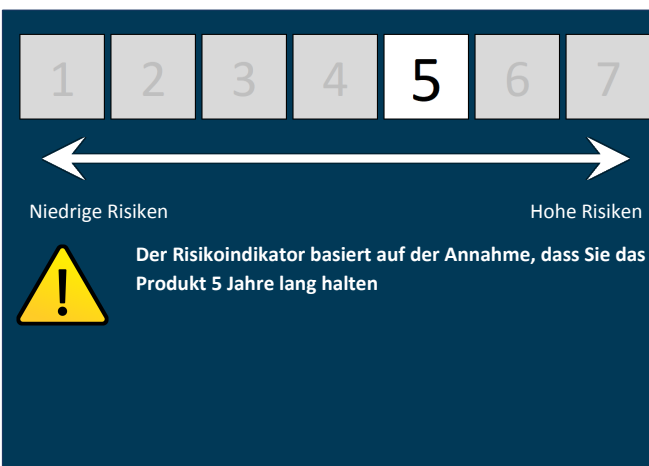 1 2 3 4 5 6 7
Niedrige Risiken Hohe Risiken
!
Der Risikoindikator basiert auf der Annahme, dass Sie das
Produkt 5 Jahre lang halten